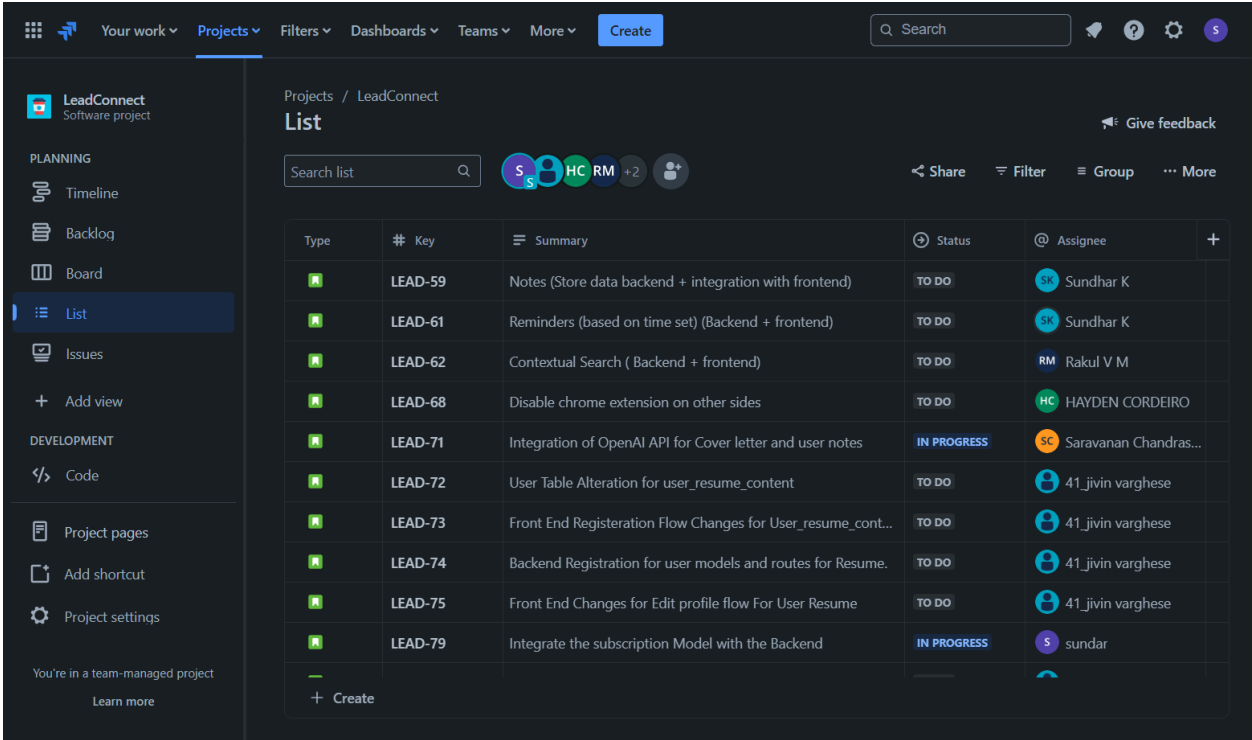 Your work Projects Filters Dashboards Teams More Create Search S
LeadConnect
Software project
PLANNING
Timeline
Backlog
Board
List
Issues
Add view
DEVELOPMENT
Code
Project pages
Add shortcut
Project settings
You're in a team-managed project
Learn more
Projects / LeadConnect
List
Give feedback
Search list S S HC RM +2 Share Filter Group More
Type # Key Summary Status @ Assignee +
LEAD-59 Notes (Store data backend + integration with frontend) TO DO SK Sundhar K
LEAD-61 Reminders (based on time set) (Backend + frontend) TO DO SK Sundhar K
LEAD-62 Contextual Search ( Backend + frontend) TO DO RM Rakul V M
LEAD-68 Disable chrome extension on other sides TO DO HC HAYDEN CORDEIRO
LEAD-71 Integration of OpenAI API for Cover letter and user notes IN PROGRESS SC Saravanan Chandras...
LEAD-72 User Table Alteration for user_resume_content TO DO 41_jivin varghese
LEAD-73 Front End Registeration Flow Changes for User_resume_cont... TO DO 41_jivin varghese
LEAD-74 Backend Registration for user models and routes for Resume. TO DO 41_jivin varghese
LEAD-75 Front End Changes for Edit profile flow For User Resume TO DO 41_jivin varghese
LEAD-79 Integrate the subscription Model with the Backend IN PROGRESS S sundar
+ Create